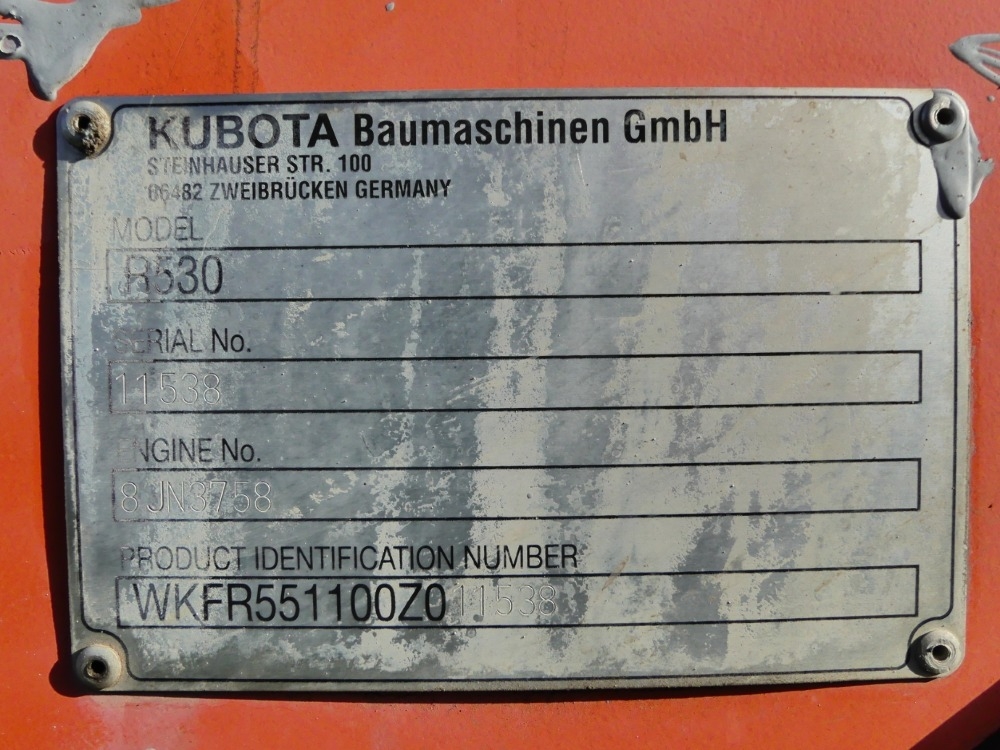 KUBOTA Baumaschinen GmbH
STEINHAUSER STR. 100
66482 ZWEIBRÜCKEN GERMANY
MODEL
R530
SERIAL No.
11538
ENGINE No.
8JN3758
PRODUCT IDENTIFICATION NUMBER
*WKFR551100Z011538